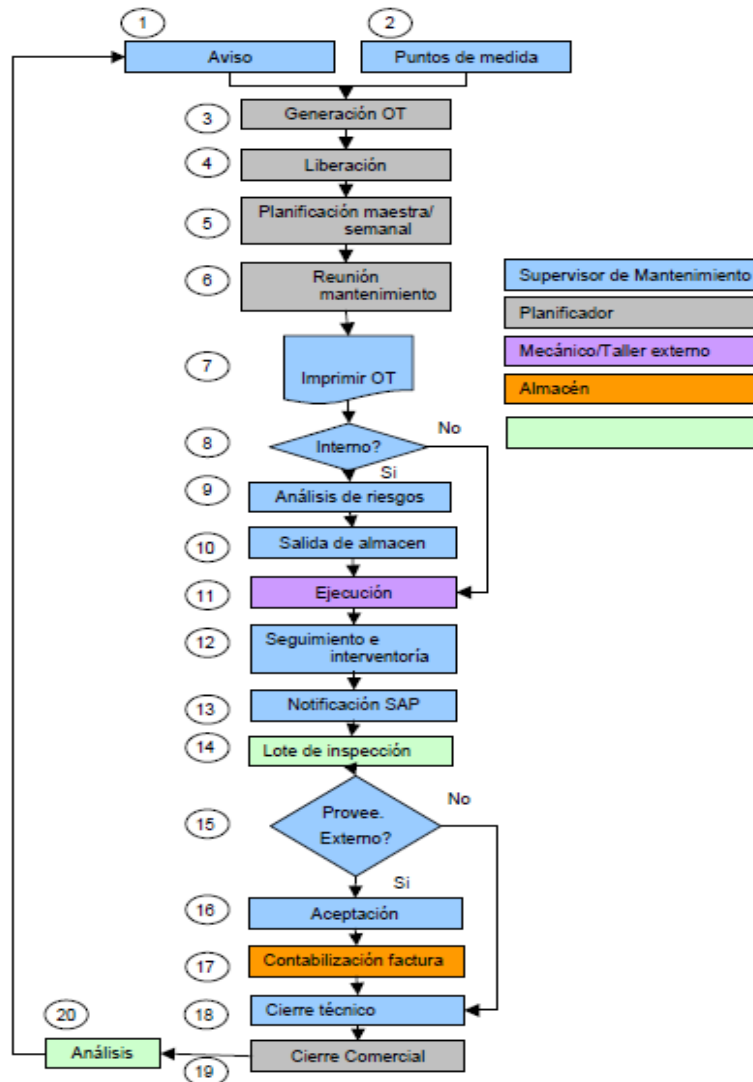 1
2
Aviso
Puntos de medida
3
Generación OT
4
Liberación
5
Planificación maestra/
semanal
6
Reunión
mantenimiento
Supervisor de Mantenimiento
Planificador
Mecánico/Taller externo
Almacén
7
Imprimir OT
8
Interno?
No
Si
9
Análisis de riesgos
10
Salida de almacen
11
Ejecución
12
Seguimiento e
interventoría
13
Notificación SAP
14
Lote de inspección
15
Provee.
Externo?
No
Si
16
Aceptación
17
Contabilización factura
18
Cierre técnico
19
Cierre Comercial
20
Análisis